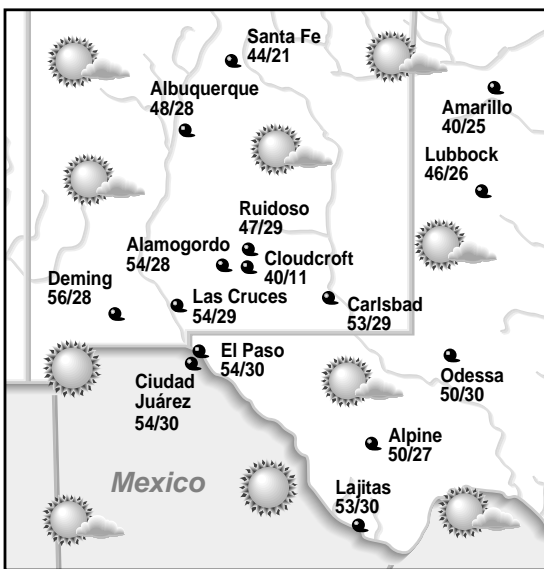 Santa Fe
44/21
Albuquerque
48/28
Amarillo
40/25
Lubbock
46/26
Ruidoso
47/29
Alamogordo
54/28
Cloudcroft
40/11
Deming
56/28
Las Cruces
54/29
Carlsbad
53/29
El Paso
54/30
Ciudad
Juárez
54/30
Odessa
50/30
Alpine
50/27
Mexico
Lajitas
53/30